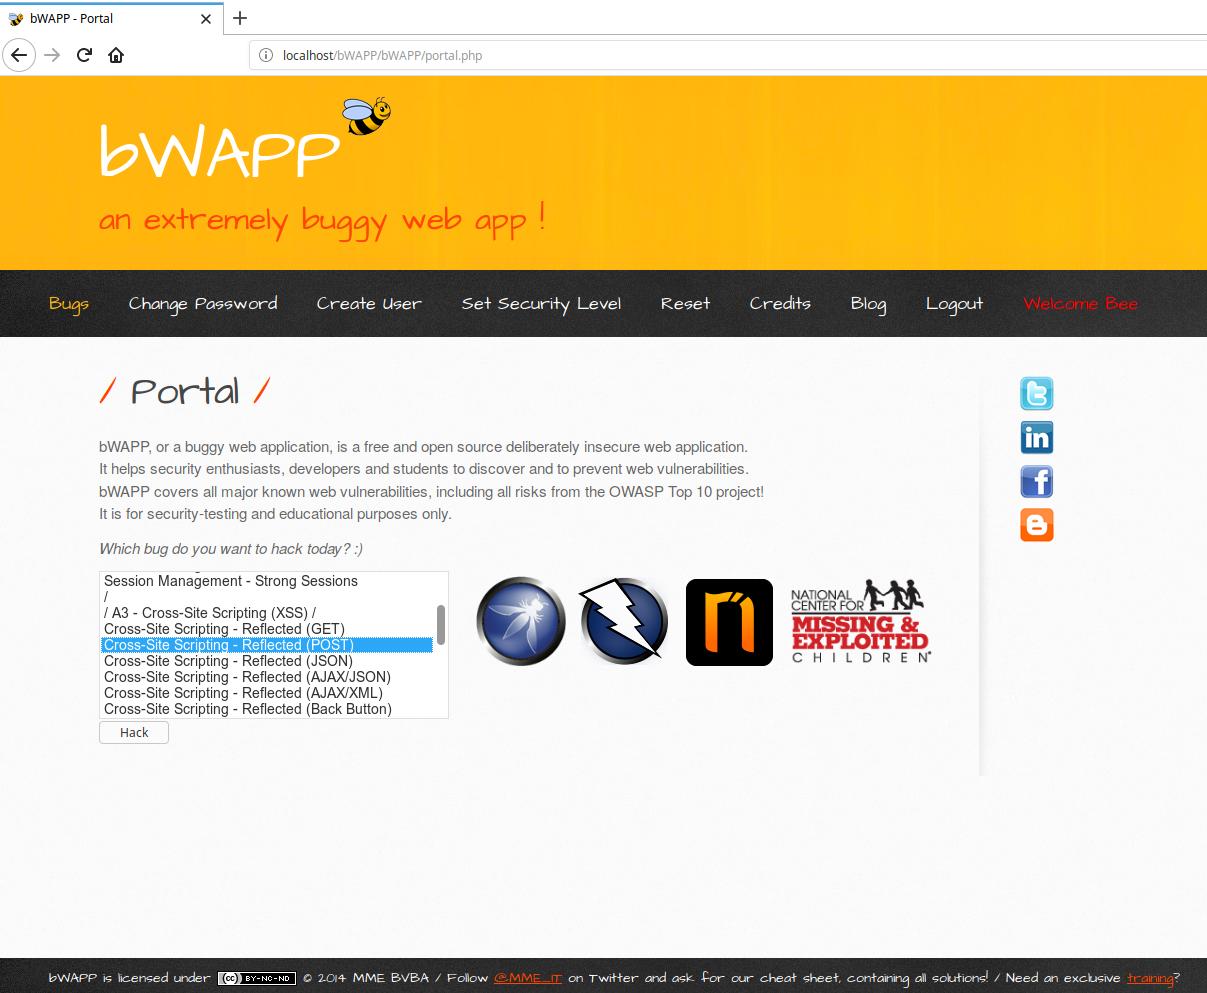 bWAPP - Portal
localhost/bWAPP/bWAPP/portal.php
bWAPP
an extremely buggy web app !
Bugs Change Password Create User Set Security Level Reset Credits Blog Logout Welcome Bee
/ Portal /
bWAPP, or a buggy web application, is a free and open source deliberately insecure web application.
It helps security enthusiasts, developers and students to discover and to prevent web vulnerabilities.
bWAPP covers all major known web vulnerabilities, including all risks from the OWASP Top 10 project!
It is for security-testing and educational purposes only.
Which bug do you want to hack today? :)
Session Management - Strong Sessions
/
/ A3 - Cross-Site Scripting (XSS) /
Cross-Site Scripting - Reflected (GET)
Cross-Site Scripting - Reflected (POST)
Cross-Site Scripting - Reflected (JSON)
Cross-Site Scripting - Reflected (AJAX/JSON)
Cross-Site Scripting - Reflected (AJAX/XML)
Cross-Site Scripting - Reflected (Back Button)
Hack
NATIONAL
CENTER FOR
MISSING &
EXPLOITED
CHILDREN®
bWAPP is licensed under cc BY-NC-ND © 2014 MME BVBA / Follow @MME_IT on Twitter and ask for our cheat sheet, containing all solutions! / Need an exclusive training?